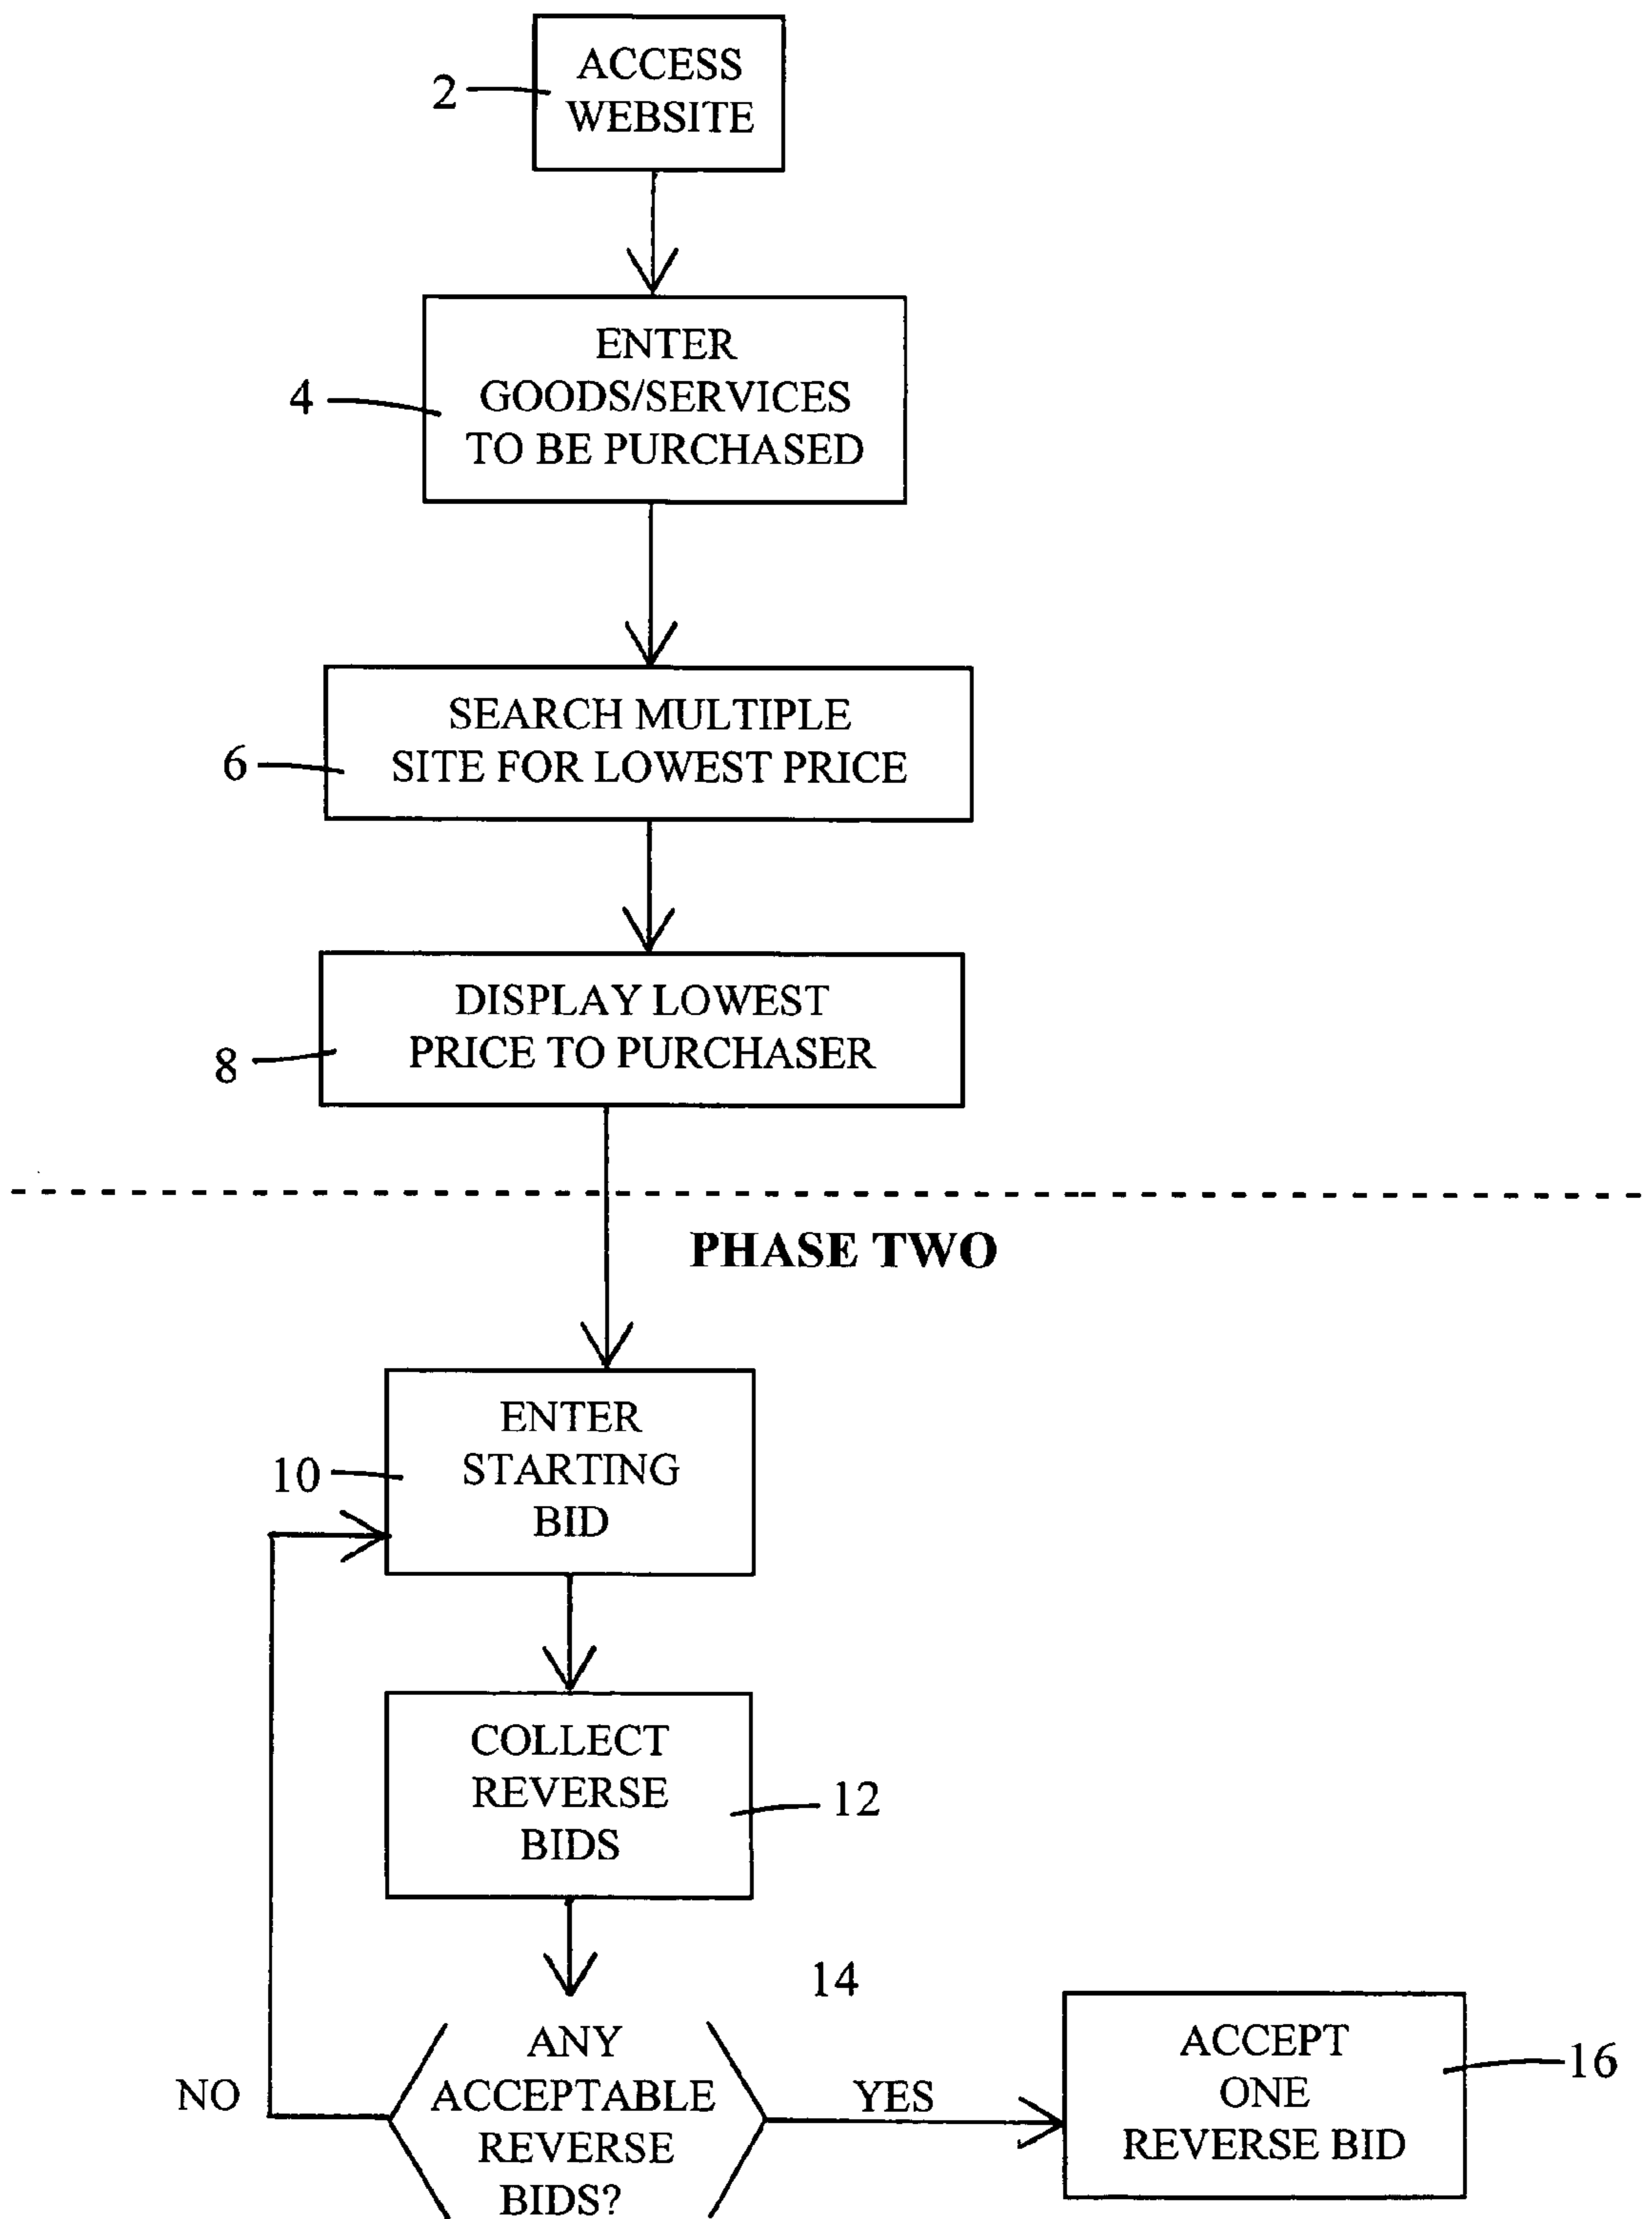 ACCESS
WEBSITE
2
ENTER
GOODS/SERVICES
TO BE PURCHASED
4
SEARCH MULTIPLE
SITE FOR LOWEST PRICE
6
DISPLAY LOWEST
PRICE TO PURCHASER
8
PHASE TWO
ENTER
STARTING
BID
10
COLLECT
REVERSE
BIDS
12
14
ANY
ACCEPTABLE
REVERSE
BIDS?
NO
YES
ACCEPT
ONE
REVERSE BID
16